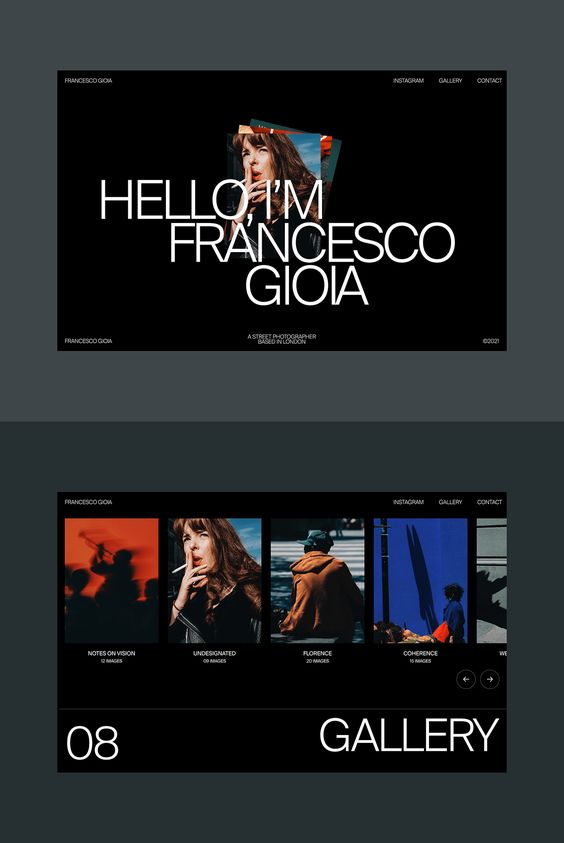 FRANCESCO GIOIA
INSTAGRAM GALLERY CONTACT
HELLO, I'M
FRANCESCO
GIOIA
FRANCESCO GIOIA
A STREET PHOTOGRAPHER
BASED IN LONDON
©2021
FRANCESCO GIOIA
INSTAGRAM GALLERY CONTACT
NOTES ON VISION
12 IMAGES
UNDESIGNATED
09 IMAGES
FLORENCE
20 IMAGES
COHERENCE
15 IMAGES
WE
08
GALLERY